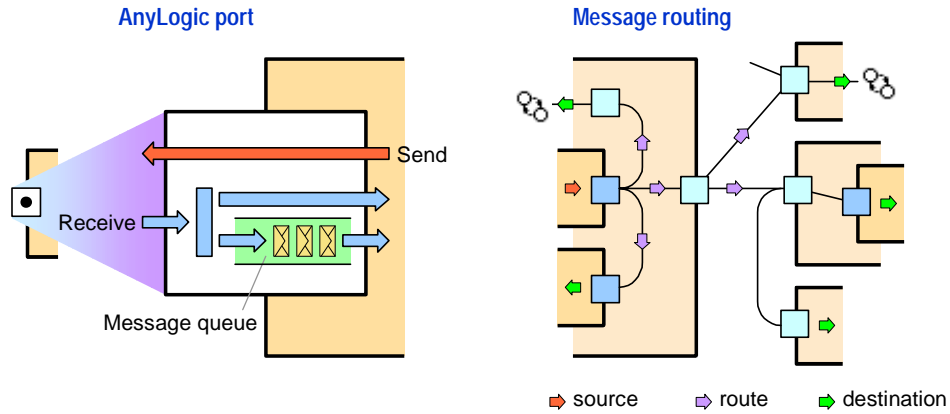 AnyLogic port
Message routing
Send
Receive
Message queue
source
route
destination